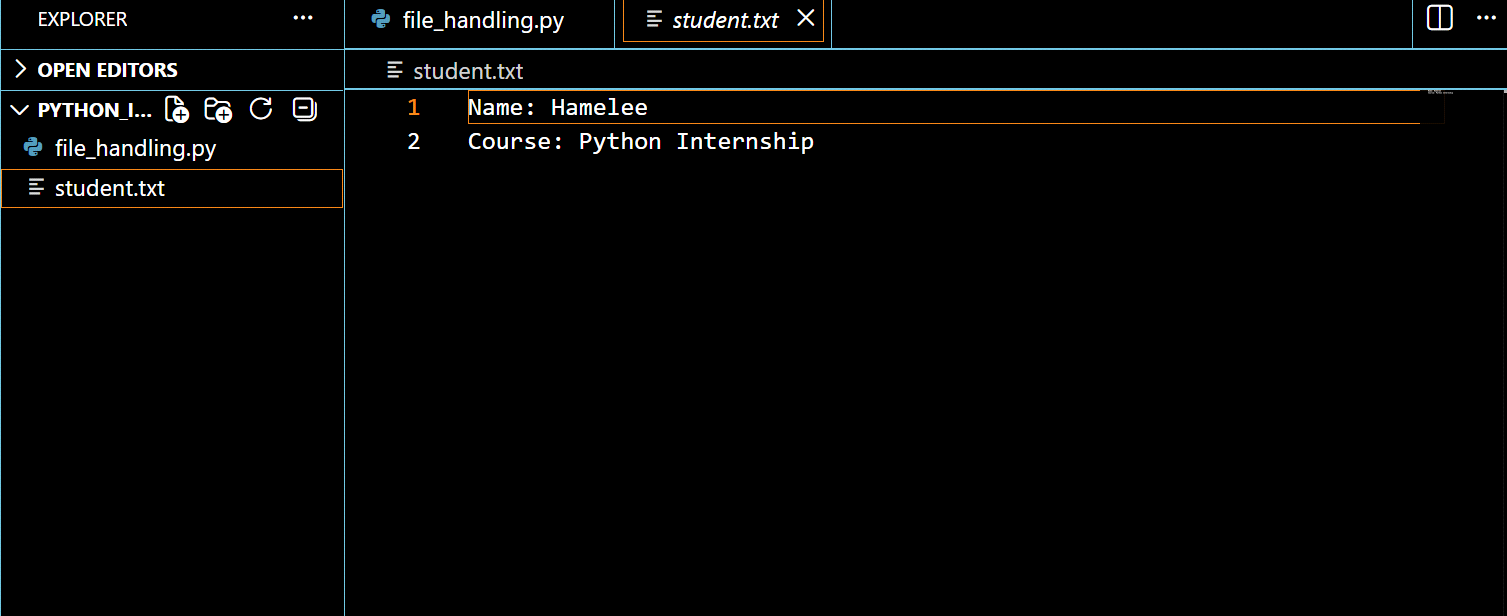 EXPLORER
OPEN EDITORS
PYTHON_I...
file_handling.py
student.txt
file_handling.py
student.txt
student.txt
1 Name: Hamelee
2 Course: Python Internship